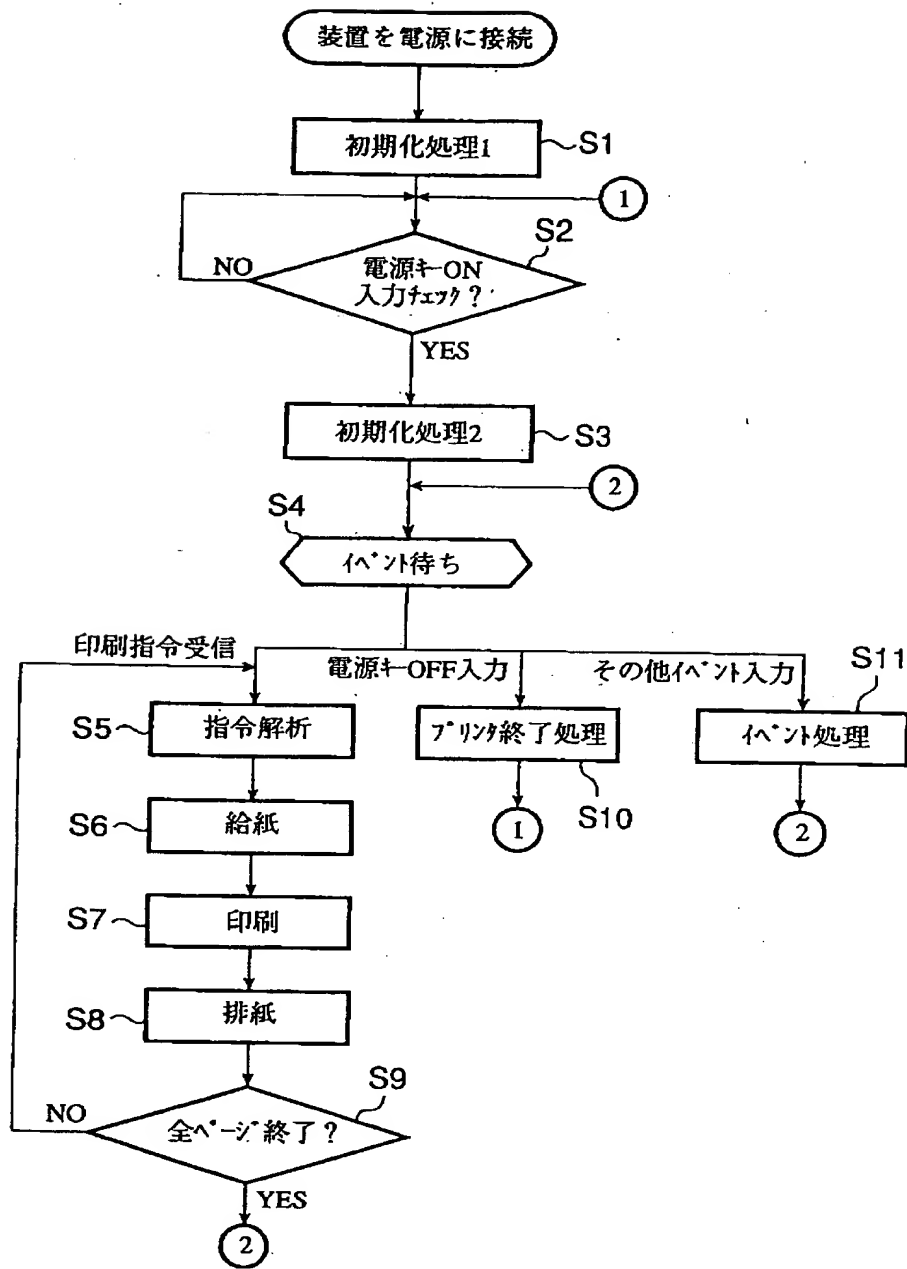 装置を電源に接続
初期化処理1
S1
1
S2
NO
電源キーON
入力チェック?
YES
初期化処理2
S3
2
S4
イベント待ち
印刷指令受信
電源キーOFF入力
その他イベント入力
S11
S5
指令解析
プリンタ終了処理
イベント処理
S6
給紙
1
S10
2
S7
印刷
S8
排紙
S9
NO
全ページ終了?
YES
2